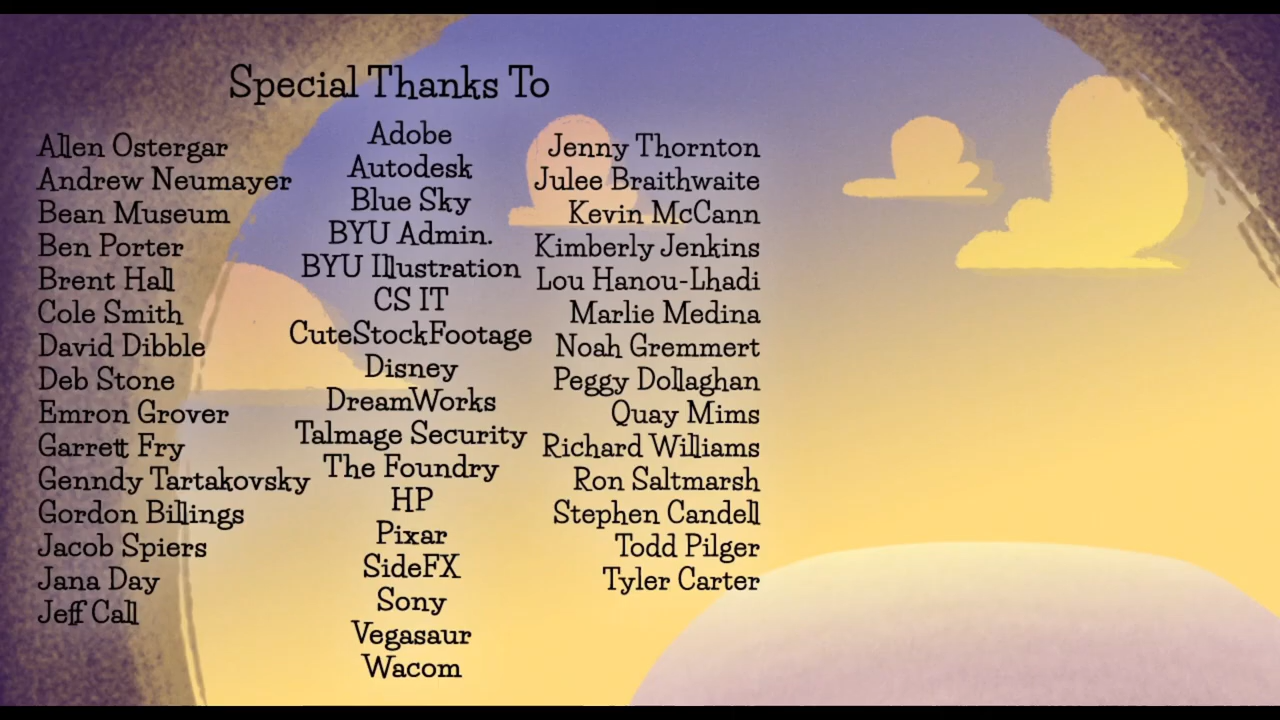 Special Thanks To
Allen Ostergar
Andrew Neumayer
Bean Museum
Ben Porter
Brent Hall
Cole Smith
David Dibble
Deb Stone
Emron Grover
Garrett Fry
Genndy Tartakovsky
Gordon Billings
Jacob Spiers
Jana Day
Jeff Call
Adobe
Autodesk
Blue Sky
BYU Admin.
BYU Illustration
CS IT
CuteStockFootage
Disney
DreamWorks
Talmage Security
The Foundry
HP
Pixar
SideFX
Sony
Vegasaur
Wacom
Jenny Thornton
Julee Braithwaite
Kevin McCann
Kimberly Jenkins
Lou Hanou-Lhadi
Marlie Medina
Noah Gremmert
Peggy Dollaghan
Quay Mims
Richard Williams
Ron Saltmarsh
Stephen Candell
Todd Pilger
Tyler Carter